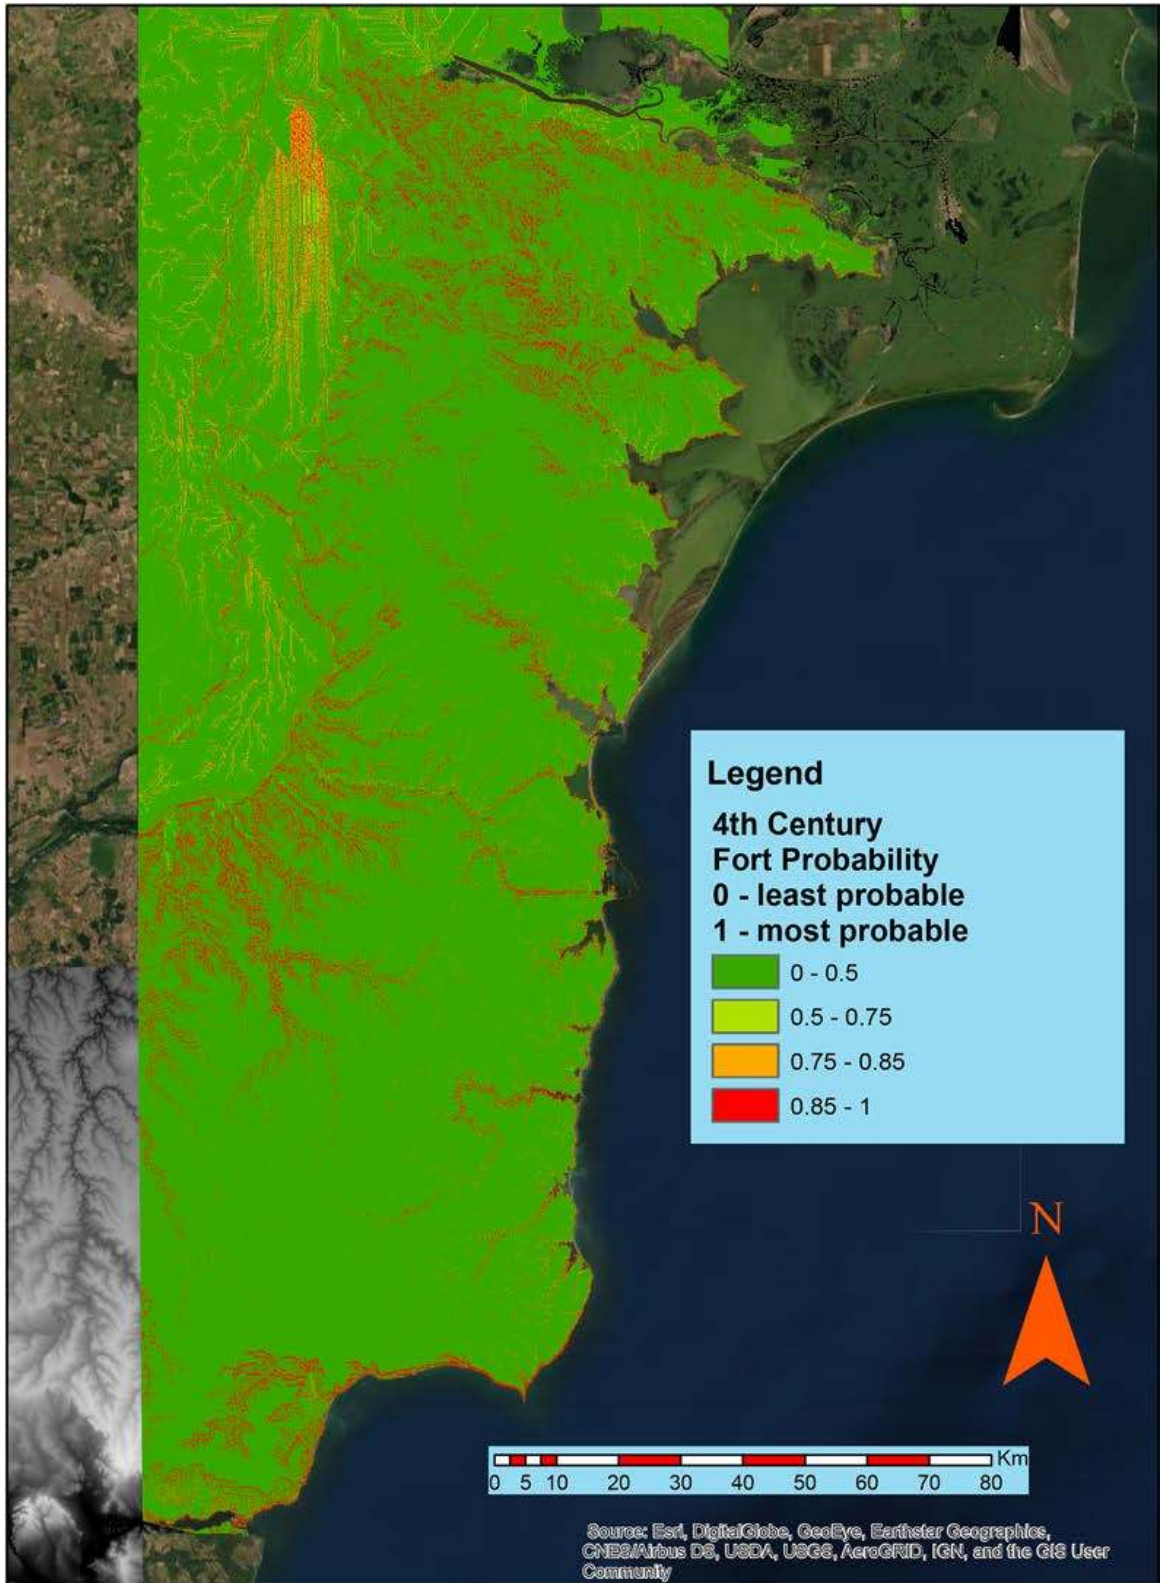 Legend
4th Century
Fort Probability
0 - least probable
1 - most probable
0 - 0.5
0.5 - 0.75
0.75 - 0.85
0.85 - 1
N
Km
0 5 10 20 30 40 50 60 70 80
Source: Esri, DigitalGlobe, GeoEye, Earthstar Geographics,
CNES/Airbus DS, USDA, USGS, AeroGRID, IGN, and the GIS User
Community